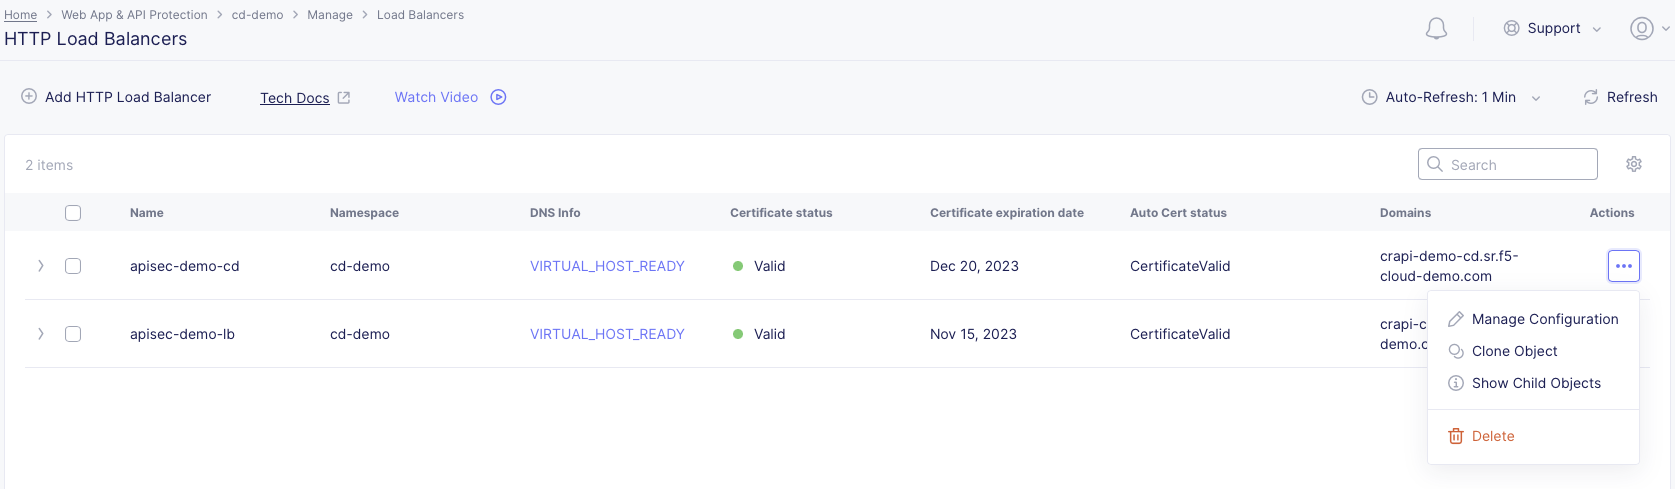 Home > Web App & API Protection > cd-demo > Manage > Load Balancers
HTTP Load Balancers
Support
Add HTTP Load Balancer Tech Docs Watch Video Auto-Refresh: 1 Min Refresh
2 items Search
Name Namespace DNS Info Certificate status Certificate expiration date Auto Cert status Domains Actions
apisec-demo-cd cd-demo VIRTUAL_HOST_READY Valid Dec 20, 2023 CertificateValid crapi-demo-cd.sr.f5-
cloud-demo.com
apisec-demo-lb cd-demo VIRTUAL_HOST_READY Valid Nov 15, 2023 CertificateValid
Manage Configuration
Clone Object
Show Child Objects
Delete